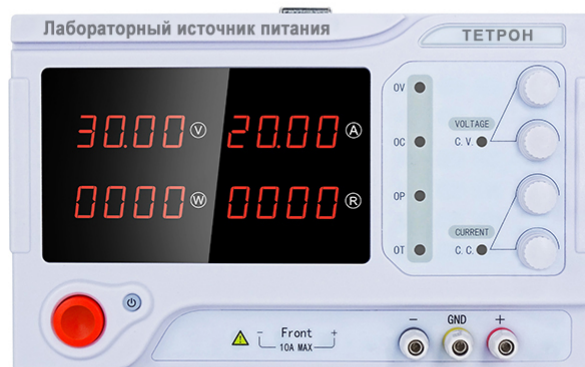 Лабораторный источник питания
ТЕТРОН
30.00 V 20.00 A
0000 W 0000 R
OV
OC
OP
OT
VOLTAGE
C. V.
CURRENT
C. C.
- Front +
10A MAX
- GND +